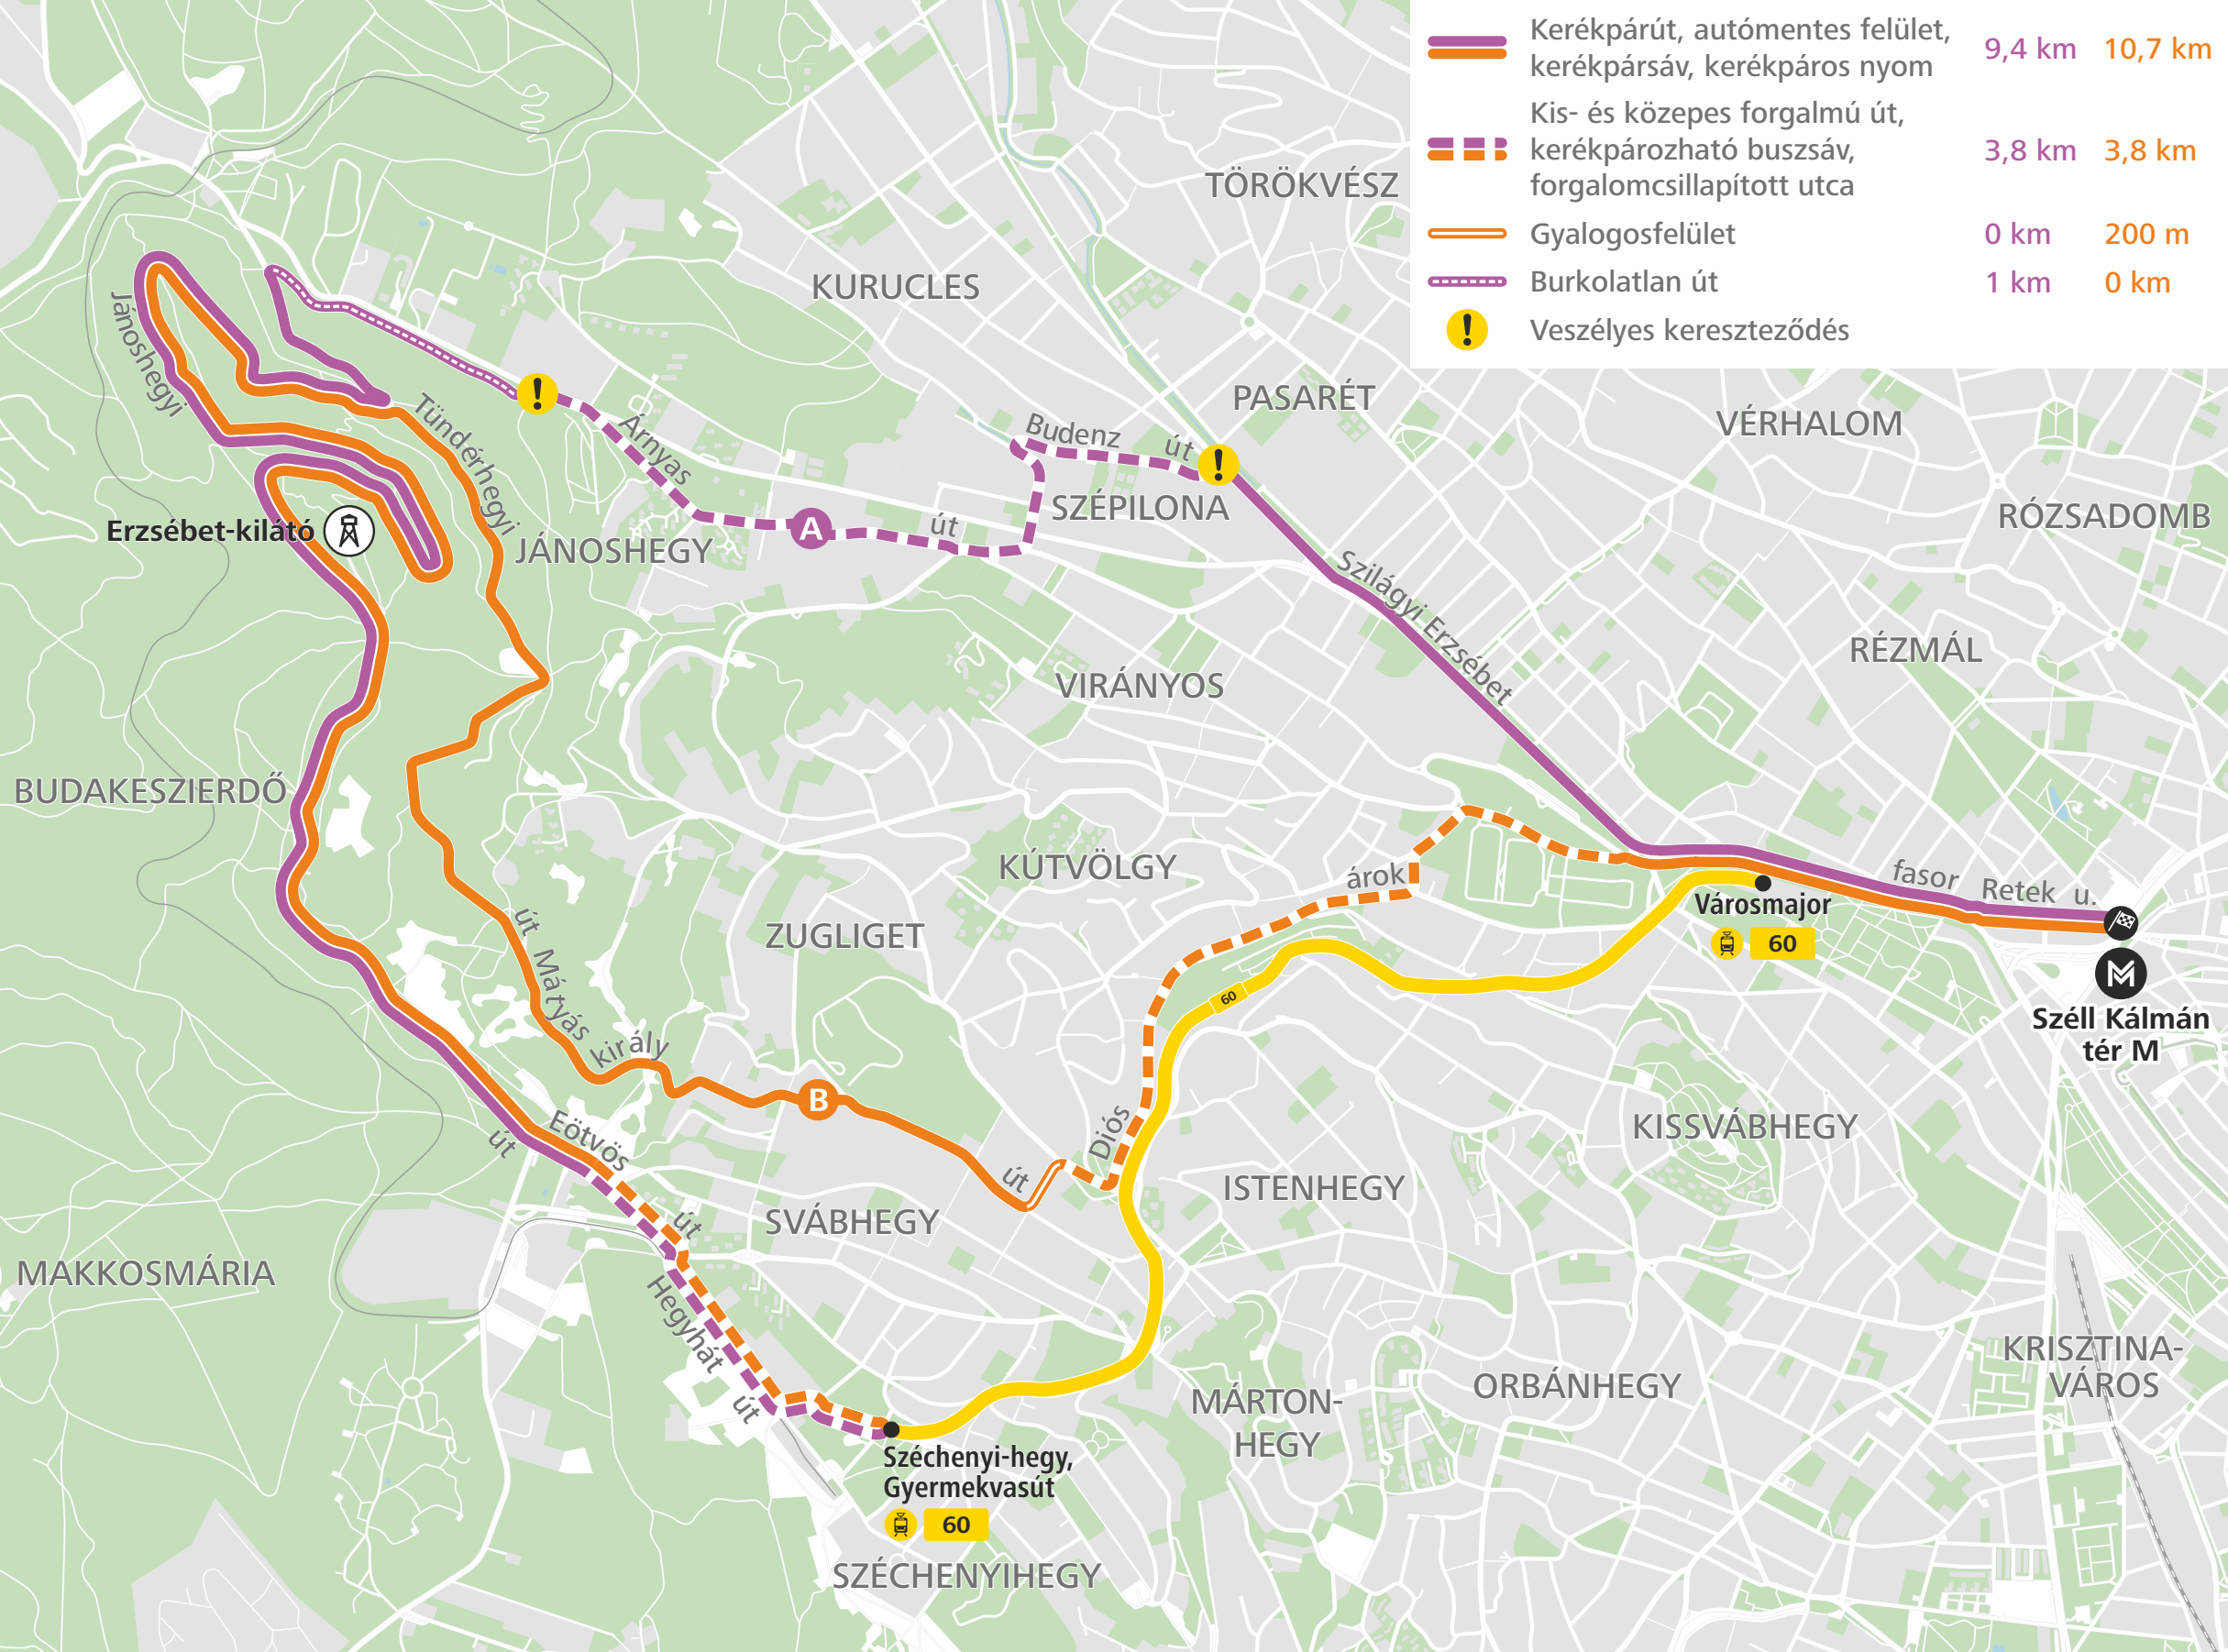 Kerékpárút, autómentes felület,
kerékpársáv, kerékpáros nyom
9,4 km 10,7 km
Kis- és közepes forgalmú út,
kerékpározható buszsáv,
forgalomcsillapított utca
3,8 km 3,8 km
Gyalogosfelület 0 km 200 m
Burkolatlan út 1 km 0 km
! Veszélyes kereszteződés
TÖRÖKVÉSZ
KURUCLES
PASARÉT
VÉRHALOM
Jánoshegyi
Tündérhegyi
!
Árnyas
Budenz út
!
SZÉPILONA
RÓZSADOMB
Erzsébet-kilátó
JÁNOSHEGY
A
út
Szilágyi Erzsébet
RÉZMÁL
VIRÁNYOS
BUDAKESZIERDŐ
KÚTVÖLGY
árok
fasor Retek u.
Városmajor
60
ZUGLIGET
út Mátyás
király
60
M
Széll Kálmán
tér M
B
Diós
KISSVÁBHEGY
út
Eötvös
út
út
ISTENHEGY
SVÁBHEGY
MAKKOSMÁRIA
Hegyhát
út
KRISZTINA-
VÁROS
MÁRTON-
HEGY
ORBÁNHEGY
Széchenyi-hegy,
Gyermekvasút
60
SZÉCHENYIHEGY